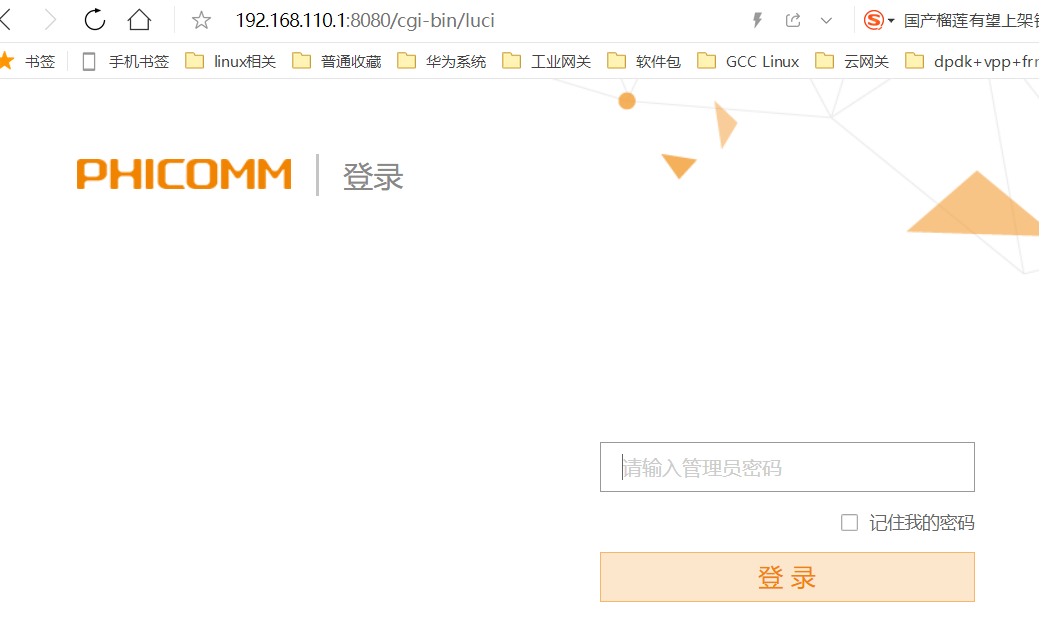 192.168.110.1:8080/cgi-bin/luci
国产榴莲有望上架
书签 手机书签 linux相关 普通收藏 华为系统 工业网关 软件包 GCC Linux 云网关 dpdk+vpp+frr
PHICOMM 登录
请输入管理员密码
记住我的密码
登 录